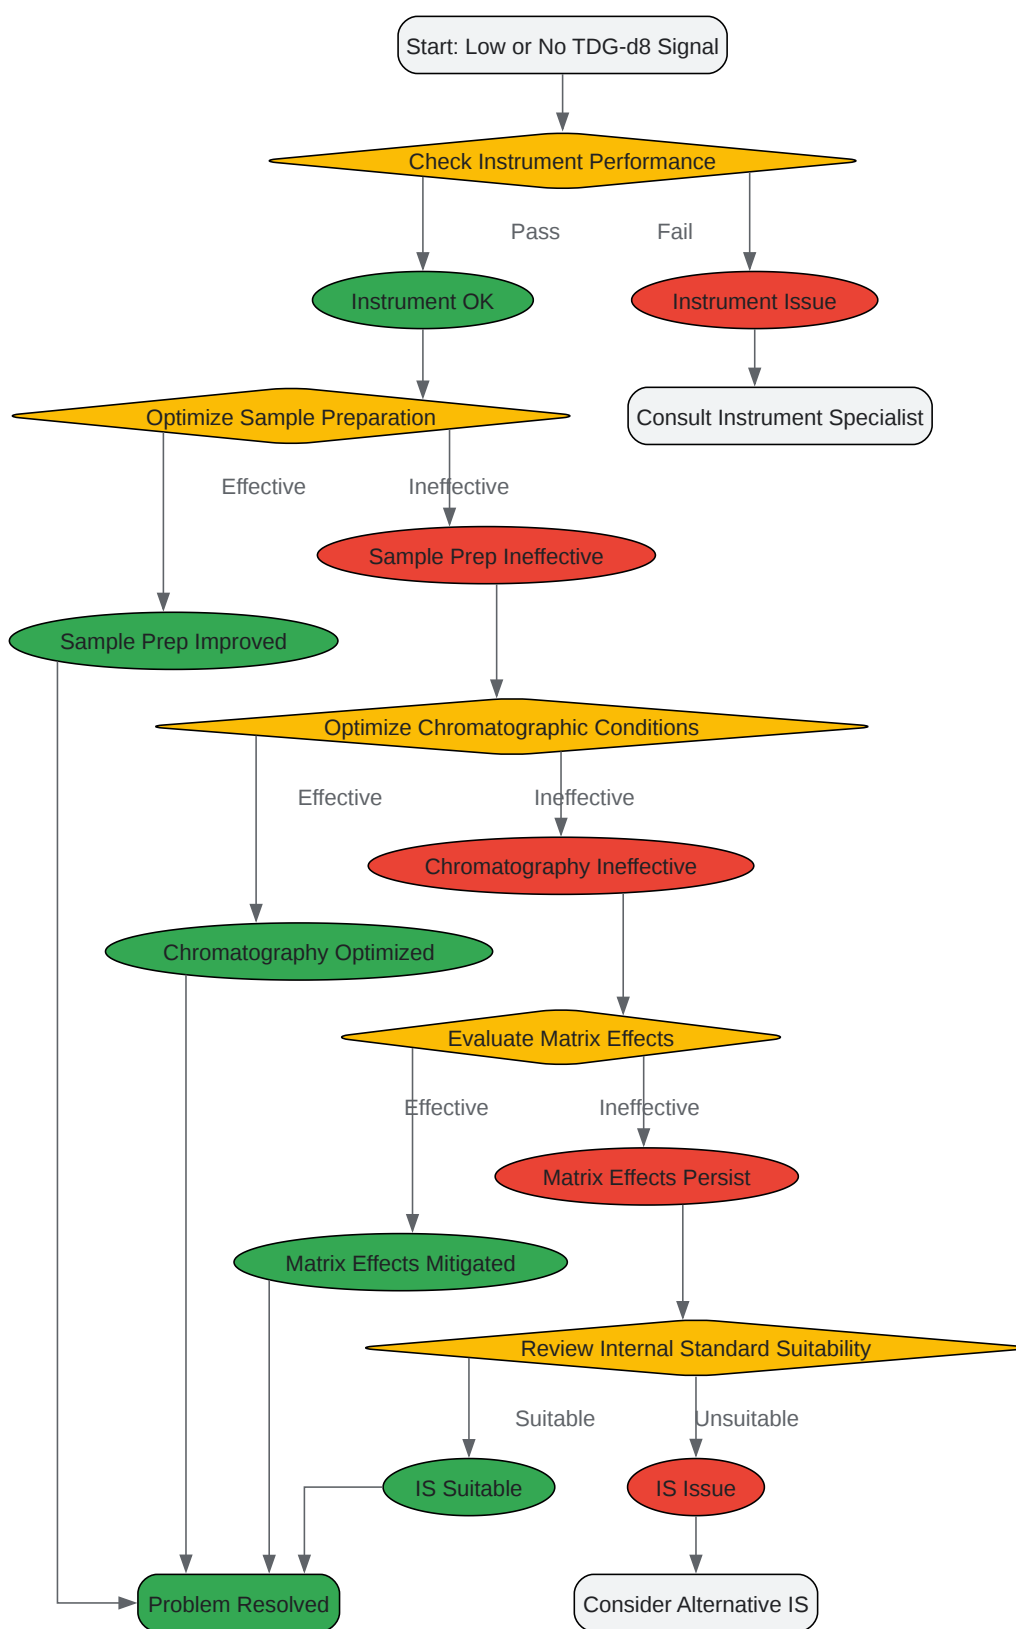 Start: Low or No TDG-d8 Signal
Check Instrument Performance
Pass
Fail
Instrument OK
Instrument Issue
Optimize Sample Preparation
Consult Instrument Specialist
Effective
Ineffective
Sample Prep Ineffective
Sample Prep Improved
Optimize Chromatographic Conditions
Effective
Ineffective
Chromatography Ineffective
Chromatography Optimized
Evaluate Matrix Effects
Effective
Ineffective
Matrix Effects Persist
Matrix Effects Mitigated
Review Internal Standard Suitability
Suitable
Unsuitable
IS Suitable
IS Issue
Problem Resolved
Consider Alternative IS